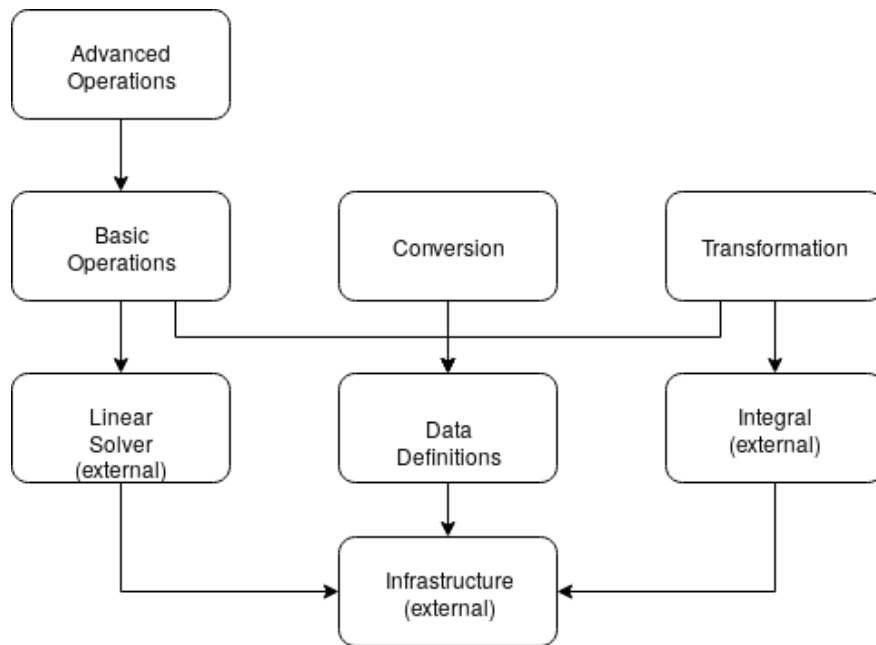 Advanced
Operations
Basic
Operations
Conversion
Transformation
Linear
Solver
(external)
Data
Definitions
Integral
(external)
Infrastructure
(external)